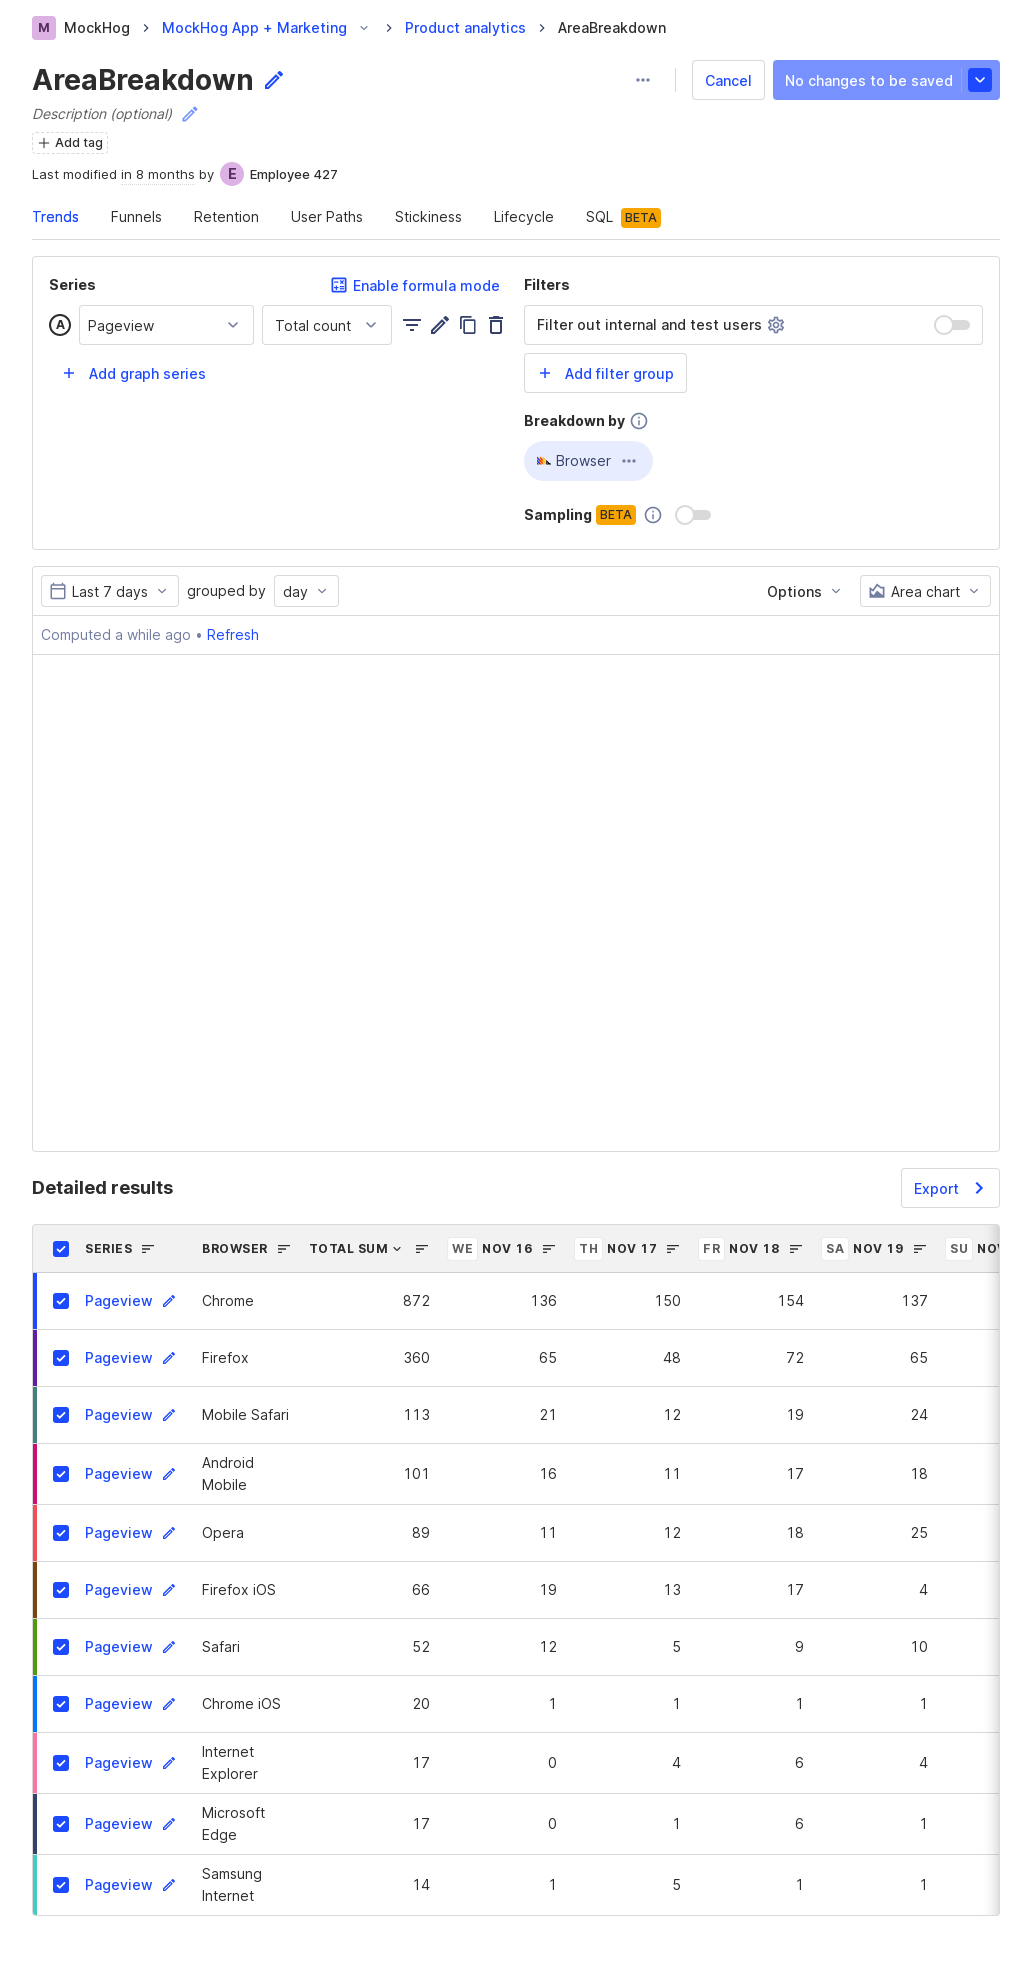 M MockHog MockHog App + Marketing Product analytics AreaBreakdown
AreaBreakdown
Cancel No changes to be saved
Description (optional)
Add tag
Last modified in 8 months by E Employee 427
Trends Funnels Retention User Paths Stickiness Lifecycle SQL BETA
Series Enable formula mode
A Pageview Total count
Add graph series
Filters
Filter out internal and test users
Add filter group
Breakdown by
Browser
Sampling BETA
Last 7 days grouped by day Options Area chart
Computed a while ago • Refresh
Detailed results Export
SERIES BROWSER TOTAL SUM WE NOV 16 TH NOV 17 FR NOV 18 SA NOV 19 SU
Pageview Chrome 872 136 150 154 137
Pageview Firefox 360 65 48 72 65
Pageview Mobile Safari 113 21 12 19 24
Pageview Android Mobile 101 16 11 17 18
Pageview Opera 89 11 12 18 25
Pageview Firefox iOS 66 19 13 17 4
Pageview Safari 52 12 5 9 10
Pageview Chrome iOS 20 1 1 1 1
Pageview Internet Explorer 17 0 4 6 4
Pageview Microsoft Edge 17 0 1 6 1
Pageview Samsung Internet 14 1 5 1 1